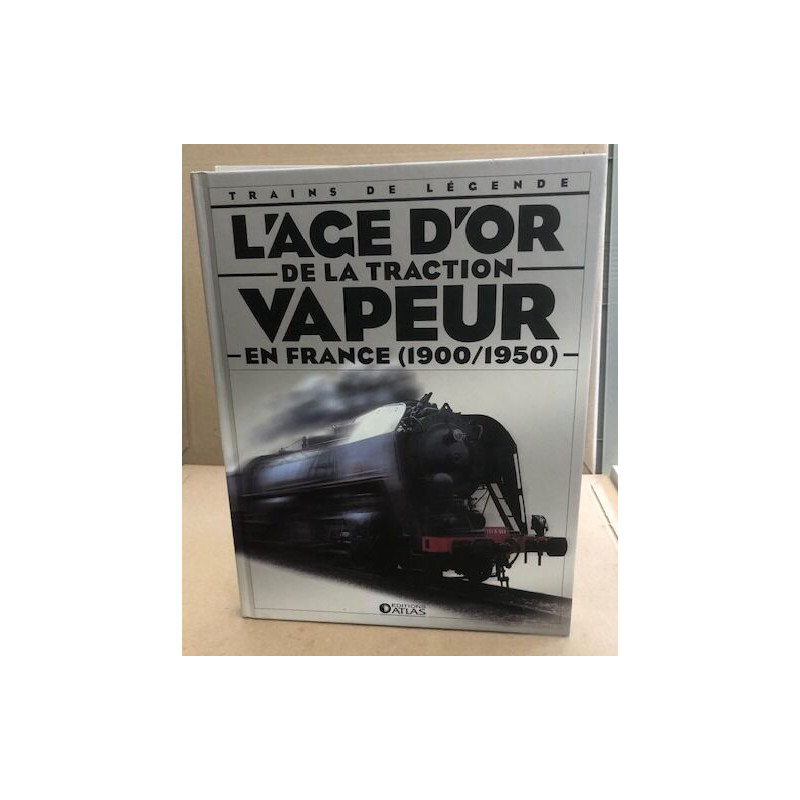 TRAINS DE LÉGENDE
L'AGE D'OR
DE LA TRACTION
VAPEUR
EN FRANCE (1900/1950)
EDITIONS
ATLAS